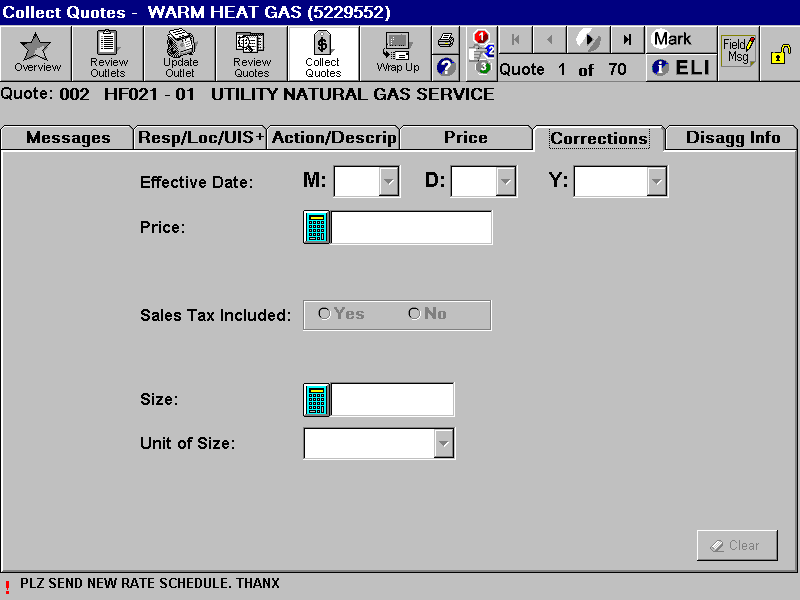 Collect Quotes - WARM HEAT GAS (5229552)
Overview
Review Outlets
Update Outlet
Review Quotes
Collect Quotes
Wrap Up
?
1
2
3
Mark
Quote 1 of 70
i ELI
Field Msg
Quote: 002 HF021 - 01 UTILITY NATURAL GAS SERVICE
Messages Resp/Loc/UIS+ Action/Descrip Price Corrections Disagg Info
Effective Date: M: D: Y:
Price:
Sales Tax Included: Yes No
Size:
Unit of Size:
Clear
! PLZ SEND NEW RATE SCHEDULE. THANX